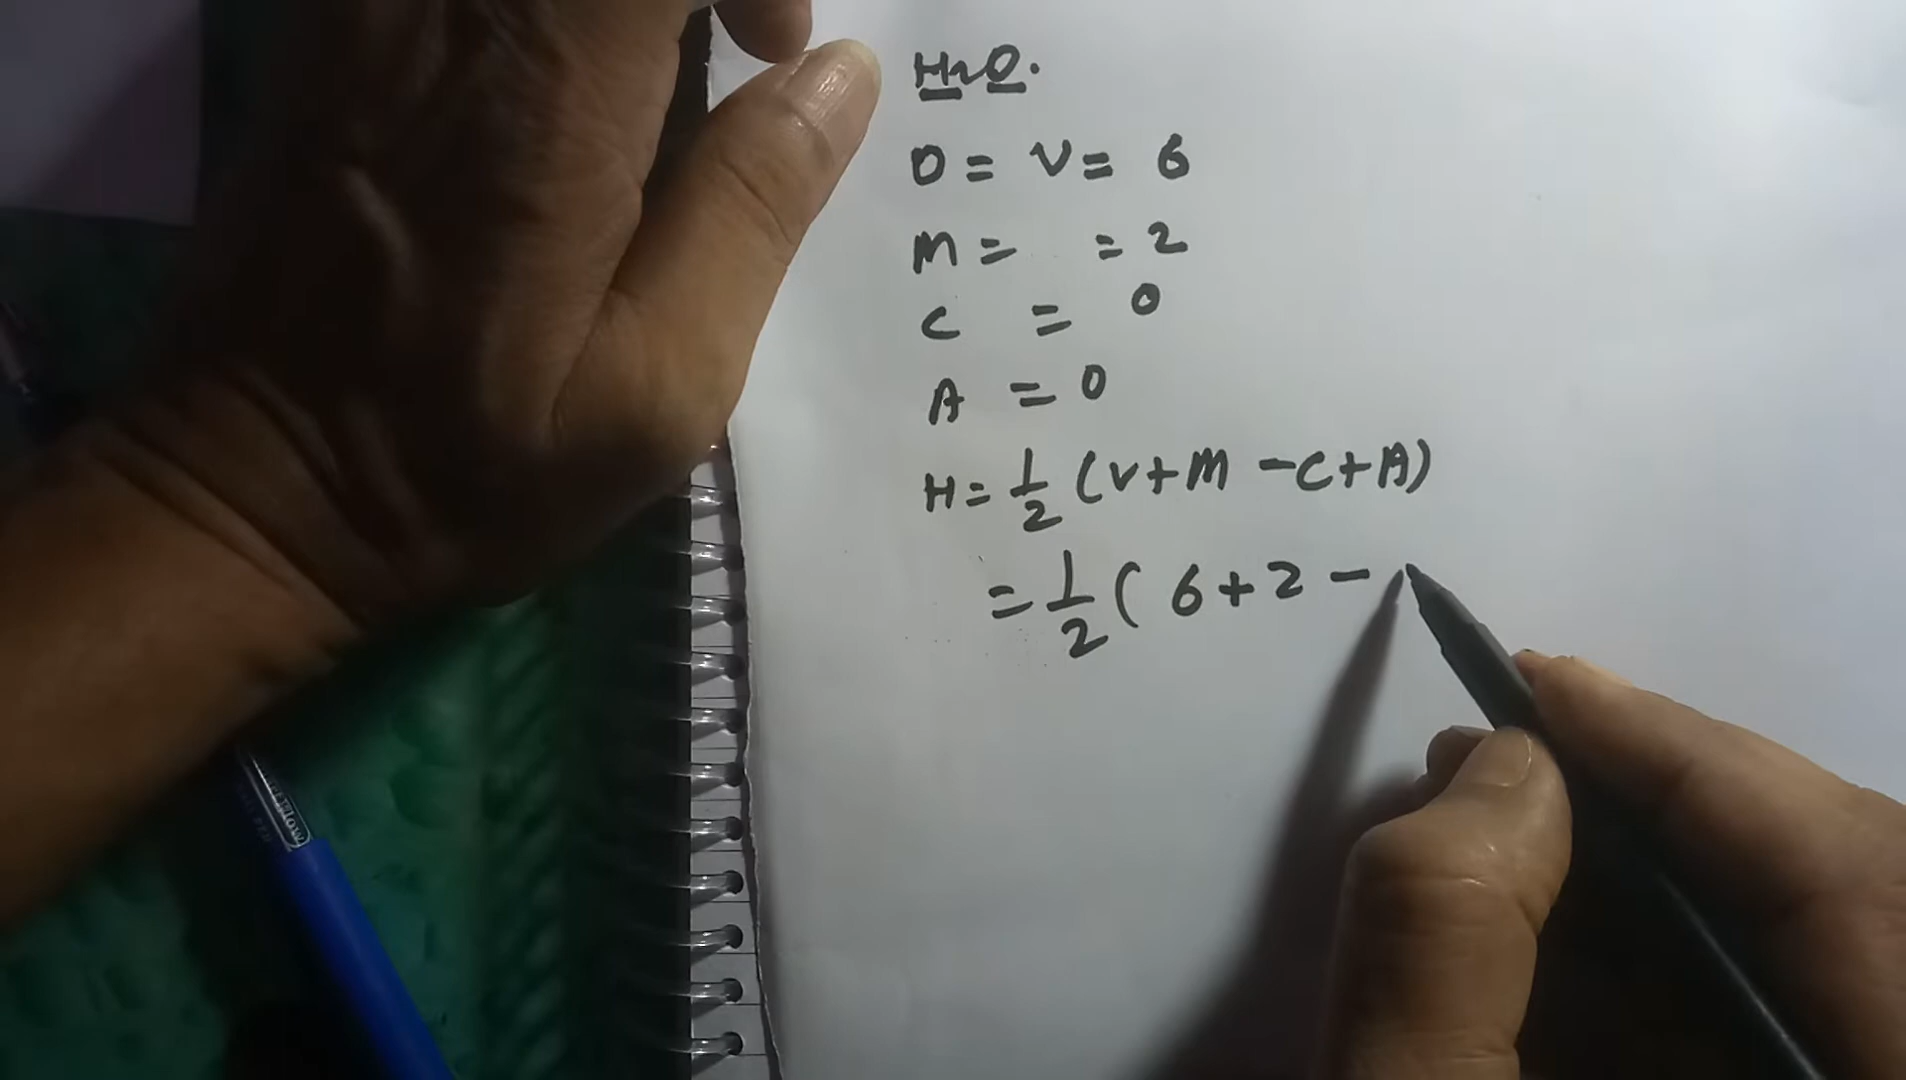 H2O.
O = V = 6
M = = 2
C = 0
A = 0
H = 1/2 (V+M -C+A)
= 1/2 ( 6+2 -